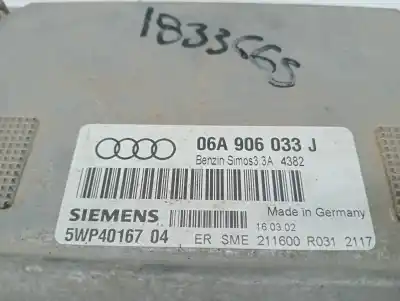 1833665
06A 906 033 J
Benzin Simos3.3A 4382
SIEMENS
Made in Germany
16.03.02
5WP40167 04
ER SME 211600 R031 2117